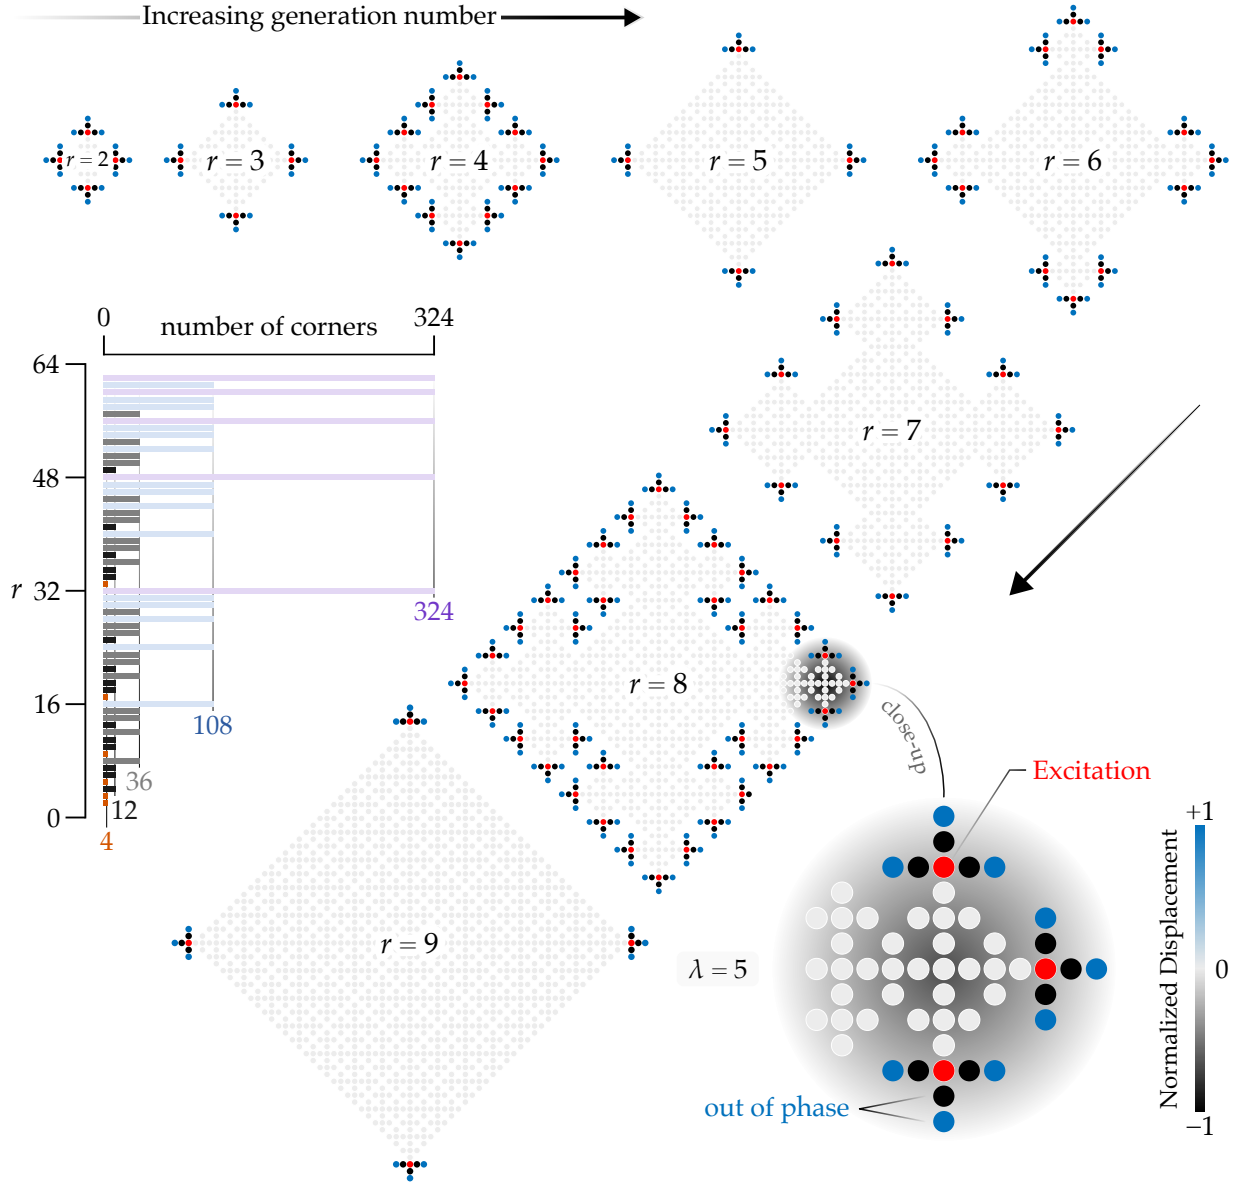 Increasing generation number
r = 2
r = 3
r = 4
r = 5
r = 6
r = 7
0
324
number of corners
64
48
r
32
16
0
324
108
36
12
4
r = 8
close-up
Excitation
r = 9
λ = 5
out of phase
Normalized Displacement
+1
0
−1